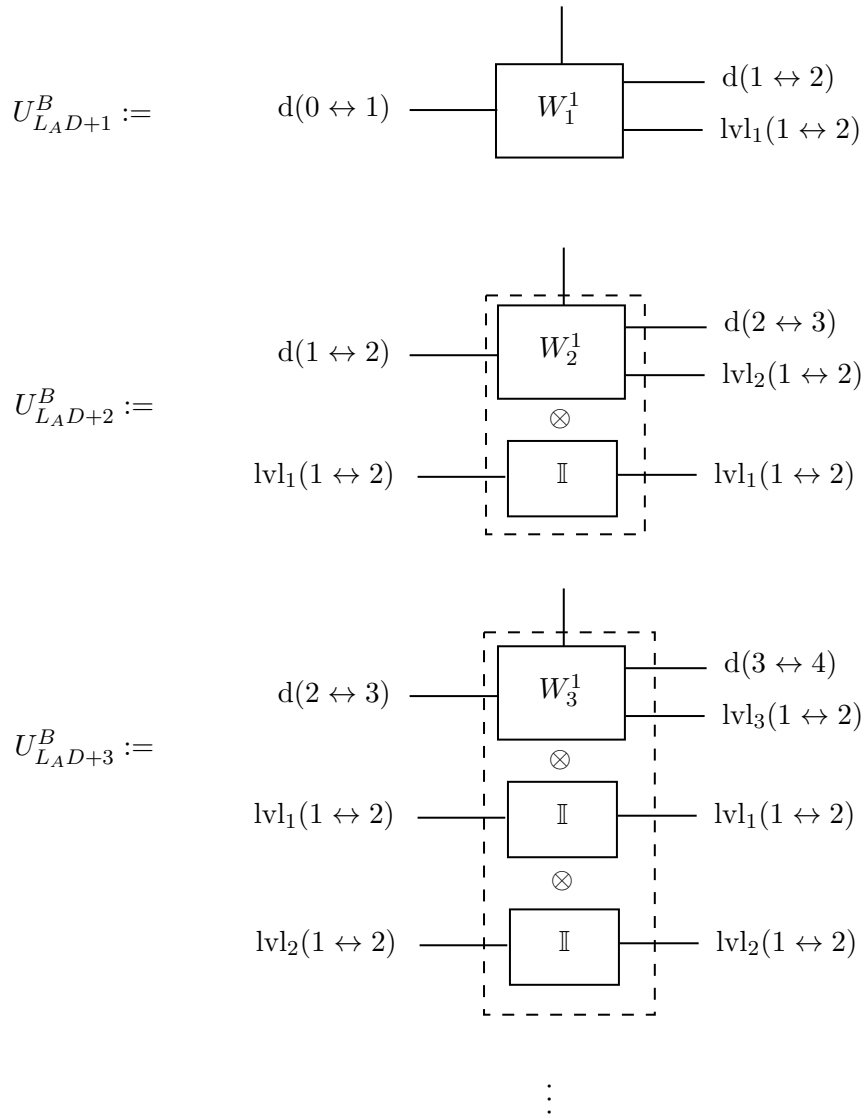 d(1 ↔ 2)
U^B_{L_A D+1} := d(0 ↔ 1) W^1_1
lvl_1(1 ↔ 2)
d(2 ↔ 3)
d(1 ↔ 2) W^1_2
lvl_2(1 ↔ 2)
U^B_{L_A D+2} := ⊗
lvl_1(1 ↔ 2) 𝕀 lvl_1(1 ↔ 2)
d(3 ↔ 4)
d(2 ↔ 3) W^1_3
lvl_3(1 ↔ 2)
U^B_{L_A D+3} := ⊗
lvl_1(1 ↔ 2) 𝕀 lvl_1(1 ↔ 2)
⊗
lvl_2(1 ↔ 2) 𝕀 lvl_2(1 ↔ 2)
⋮